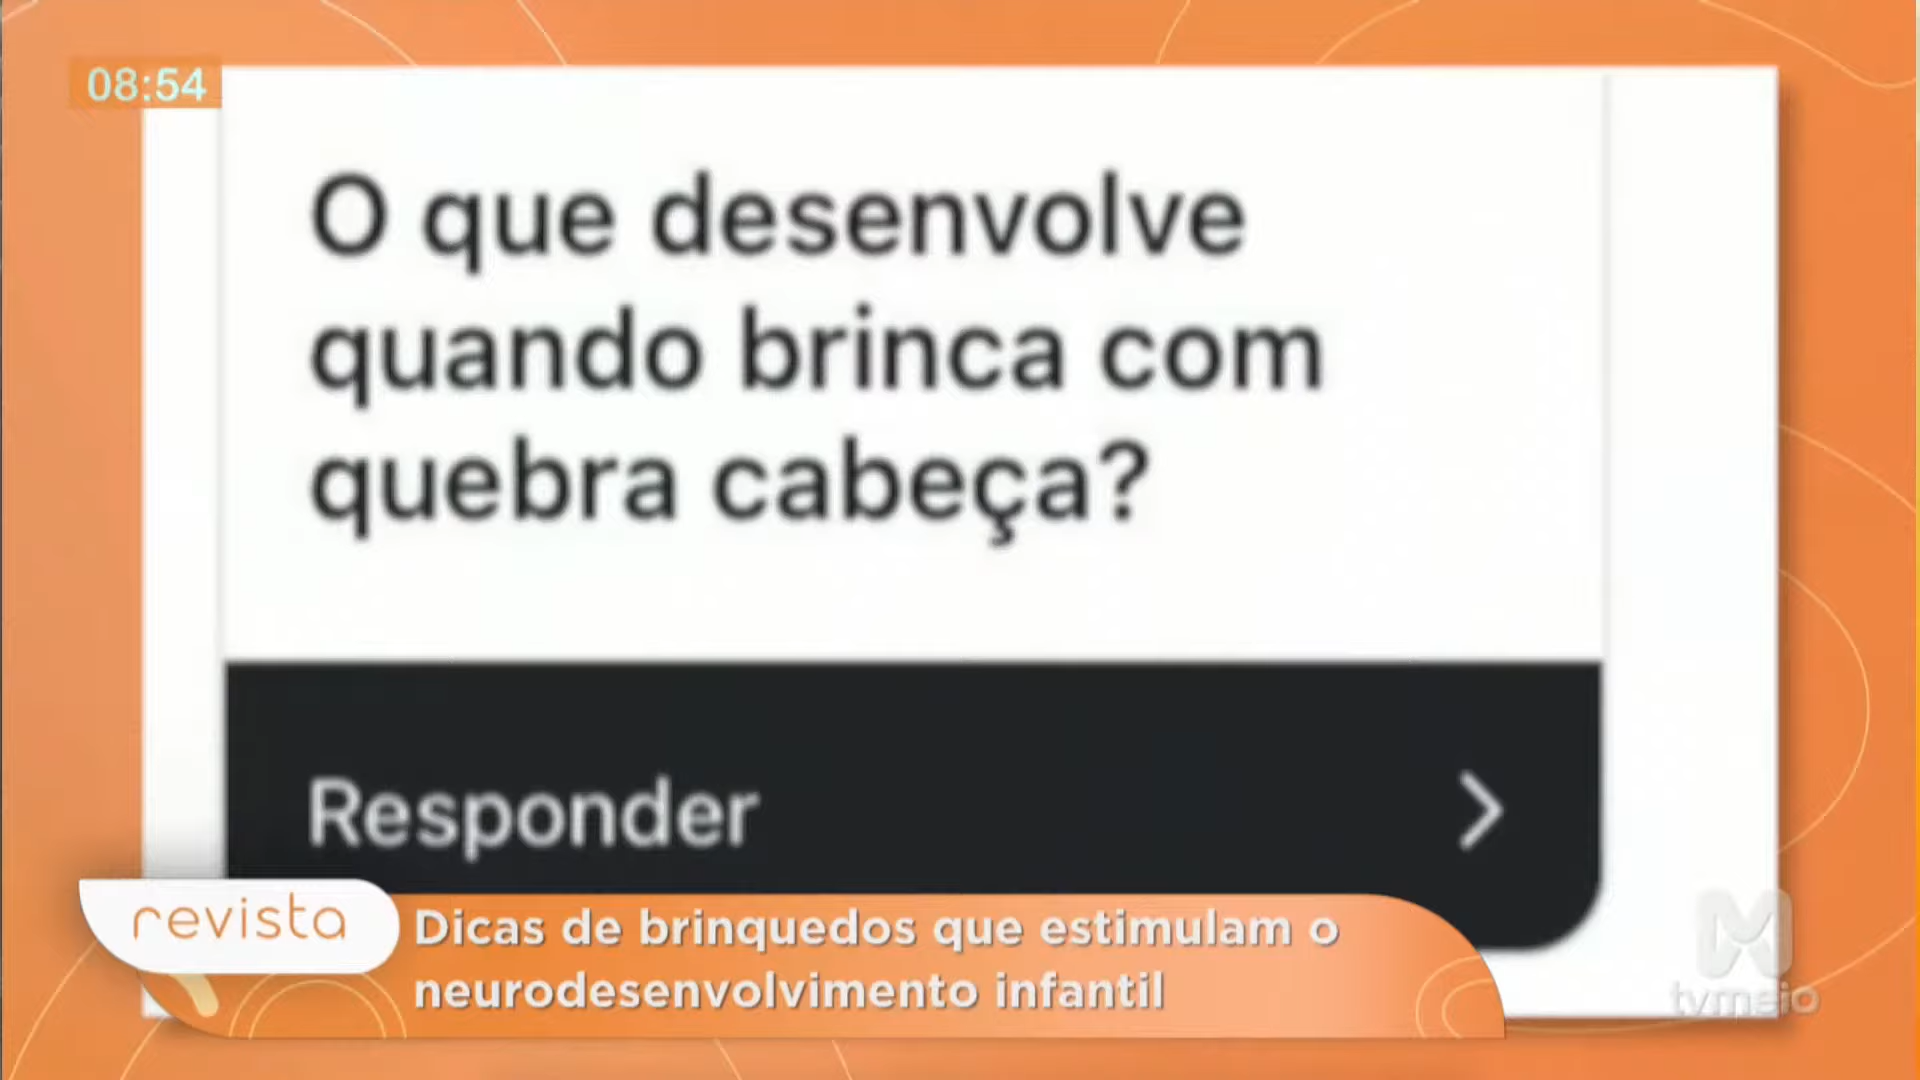 08:54
O que desenvolve
quando brinca com
quebra cabeça?
Responder
revista
Dicas de brinquedos que estimulam o
neurodesenvolvimento infantil
tvmeio